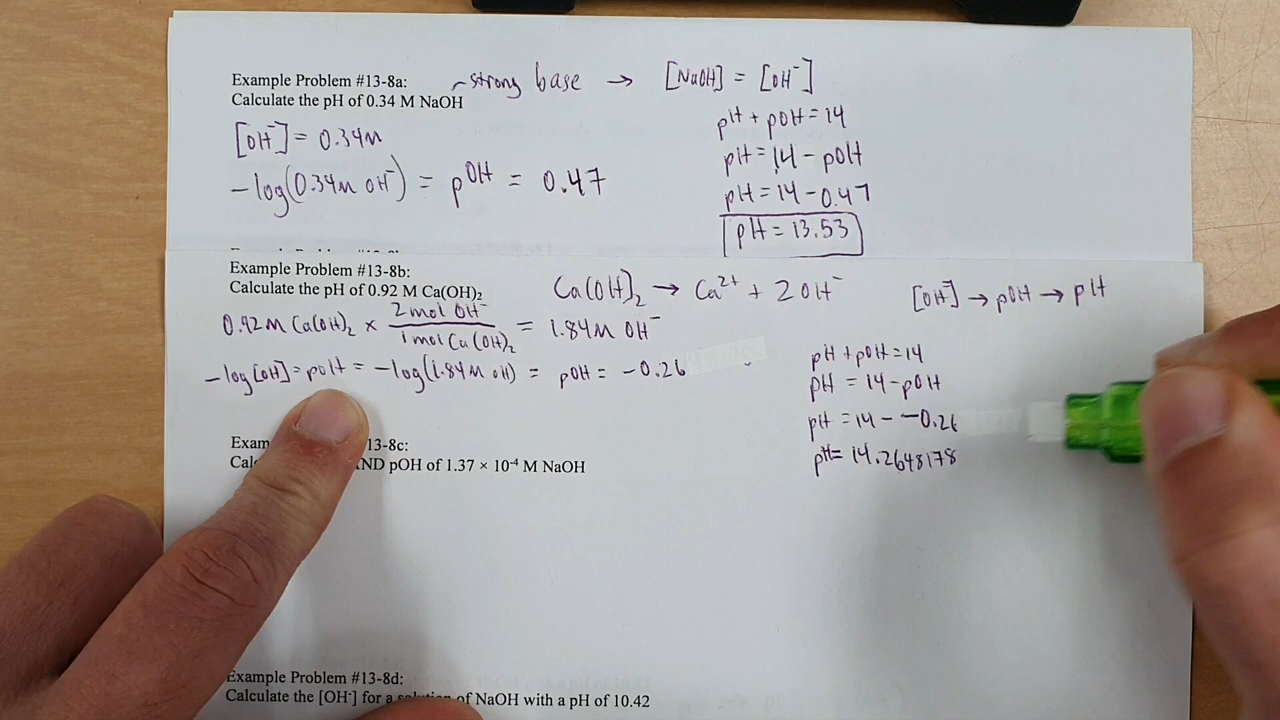 Example Problem #13-8a:
strong base → [NaOH] = [OH⁻]
Calculate the pH of 0.34 M NaOH
[OH⁻] = 0.34M
-log(0.34M OH⁻) = pOH = 0.47
pH + pOH = 14
pH = 14 - pOH
pH = 14 - 0.47
pH = 13.53
Example Problem #13-8b:
Calculate the pH of 0.92 M Ca(OH)₂
Ca(OH)₂ → Ca²⁺ + 2OH⁻
[OH⁻] → pOH → pH
0.92M Ca(OH)₂ x 2mol OH⁻ / 1mol Ca(OH)₂ = 1.84M OH⁻
-log[OH] = pOH = -log(1.84M OH) = pOH = -0.26
pH + pOH = 14
pH = 14 - pOH
pH = 14 - -0.26
pH = 14.2648178
13-8c:
AND pOH of 1.37 × 10⁻⁴ M NaOH
Example Problem #13-8d:
Calculate the [OH⁻] for a solution of NaOH with a pH of 10.42